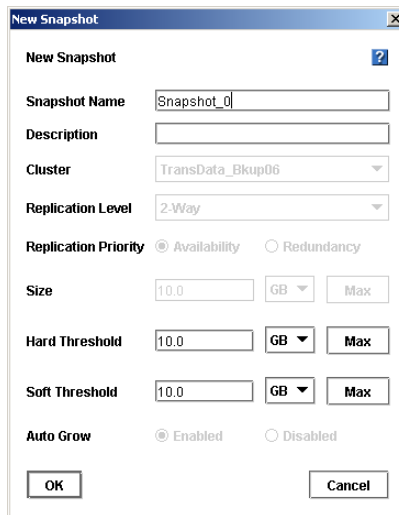 New Snapshot
New Snapshot ?
Snapshot Name Snapshot_0
Description
Cluster TransData_Bkup06
Replication Level 2-Way
Replication Priority Availability Redundancy
Size 10.0 GB Max
Hard Threshold 10.0 GB Max
Soft Threshold 10.0 GB Max
Auto Grow Enabled Disabled
OK Cancel